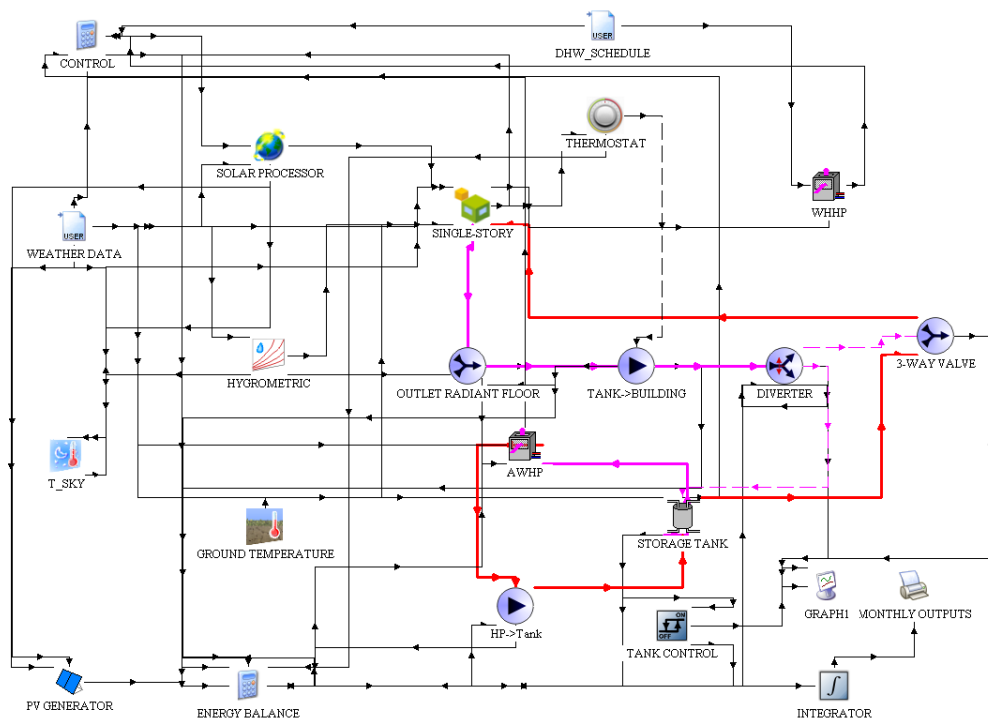 USER
DHW_SCHEDULE
CONTROL
THERMOSTAT
SOLAR PROCESSOR
WHHP
USER
WEATHER DATA
SINGLE-STORY
HYGROMETRIC
OUTLET RADIANT FLOOR
TANK->BUILDING
DIVERTER
3-WAY VALVE
T_SKY
AWHP
GROUND TEMPERATURE
STORAGE TANK
HP->Tank
ON
OFF
TANK CONTROL
GRAPH1
MONTHLY OUTPUTS
PV GENERATOR
ENERGY BALANCE
∫
INTEGRATOR